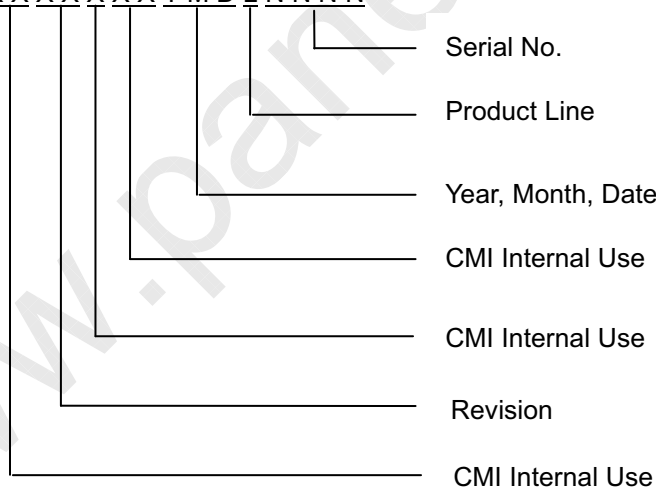 Serial No.
Product Line
Year, Month, Date
CMI Internal Use
CMI Internal Use
Revision
CMI Internal Use